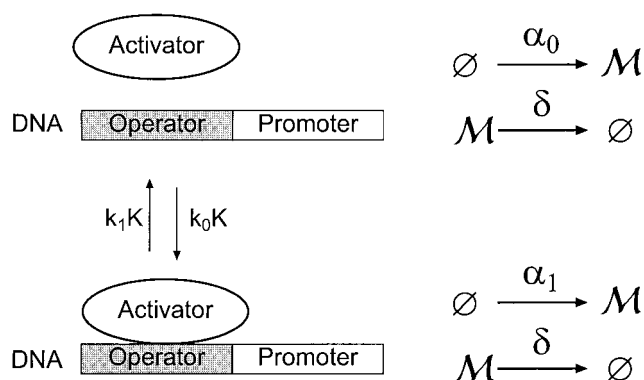 Activator
α₀
∅ ℳ
DNA Operator Promoter
δ
ℳ ∅
k₁K k₀K
Activator
α₁
∅ ℳ
DNA Operator Promoter
δ
ℳ ∅